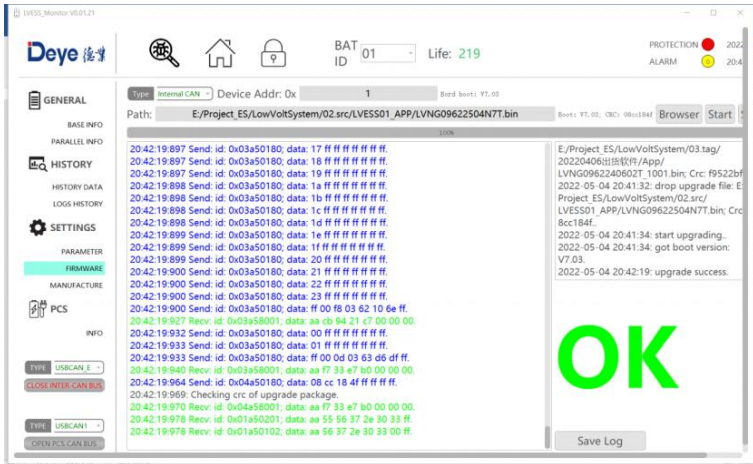 LVESS_Monitor V0.01.21
Deye 德业
BAT ID 01
Life: 219
PROTECTION 2022
ALARM 0 20:4
GENERAL
BASE INFO
PARALLEL INFO
HISTORY
HISTORY DATA
LOGS HISTORY
SETTINGS
PARAMETER
FIRMWARE
MANUFACTURE
PCS
INFO
TYPE USBCAN_E
CLOSE INTER-CAN BUS
TYPE USBCAN1
OPEN PCS CAN BUS
Type Internal CAN Device Addr: 0x 1 Bord boot: V7.00
Path: E:/Project_ES/LowVoltSystem/02.src/LVESS01_APP/LVNG09622504N7T.bin Boot: V7.00, CRC: 08cc184f Browser Start S
100%
20:42:19:897 Send: id: 0x03a50180; data: 17 ff ff ff ff ff ff ff.
20:42:19:897 Send: id: 0x03a50180; data: 18 ff ff ff ff ff ff ff.
20:42:19:897 Send: id: 0x03a50180; data: 19 ff ff ff ff ff ff ff.
20:42:19:898 Send: id: 0x03a50180; data: 1a ff ff ff ff ff ff ff.
20:42:19:898 Send: id: 0x03a50180; data: 1b ff ff ff ff ff ff ff.
20:42:19:898 Send: id: 0x03a50180; data: 1c ff ff ff ff ff ff ff.
20:42:19:898 Send: id: 0x03a50180; data: 1d ff ff ff ff ff ff ff.
20:42:19:899 Send: id: 0x03a50180; data: 1e ff ff ff ff ff ff ff.
20:42:19:899 Send: id: 0x03a50180; data: 1f ff ff ff ff ff ff ff.
20:42:19:899 Send: id: 0x03a50180; data: 20 ff ff ff ff ff ff ff.
20:42:19:900 Send: id: 0x03a50180; data: 21 ff ff ff ff ff ff ff.
20:42:19:900 Send: id: 0x03a50180; data: 22 ff ff ff ff ff ff ff.
20:42:19:900 Send: id: 0x03a50180; data: 23 ff ff ff ff ff ff ff.
20:42:19:900 Send: id: 0x03a50180; data: ff 00 f8 03 62 10 6e ff.
20:42:19:927 Recv: id: 0x03a58001; data: aa cb 94 21 c7 00 00 00.
20:42:19:932 Send: id: 0x03a50180; data: 00 ff ff ff ff ff ff ff.
20:42:19:933 Send: id: 0x03a50180; data: 01 ff ff ff ff ff ff ff.
20:42:19:933 Send: id: 0x03a50180; data: ff 00 0d 03 63 d6 df ff.
20:42:19:940 Recv: id: 0x03a58001; data: aa f7 33 e7 b0 00 00 00.
20:42:19:964 Send: id: 0x04a50180; data: 08 cc 18 4f ff ff ff ff.
20:42:19:969: Checking crc of upgrade package.
20:42:19:970 Recv: id: 0x04a58001; data: aa f7 33 e7 b0 00 00 00.
20:42:19:978 Recv: id: 0x01a50201; data: aa 55 56 37 2e 30 33 ff.
20:42:19:978 Recv: id: 0x01a50102; data: aa 56 37 2e 30 33 00 ff.
E:/Project_ES/LowVoltSystem/03.tag/
20220406出货软件/App/
LVNG0962240602T_1001.bin; Crc: f9522bf
2022-05-04 20:41:32: drop upgrade file: E
Project_ES/LowVoltSystem/02.src/
LVESS01_APP/LVNG09622504N7T.bin; Crc
8cc184f..
2022-05-04 20:41:34: start upgrading..
2022-05-04 20:41:34: got boot version:
V7.03.
2022-05-04 20:42:19: upgrade success.
OK
Save Log